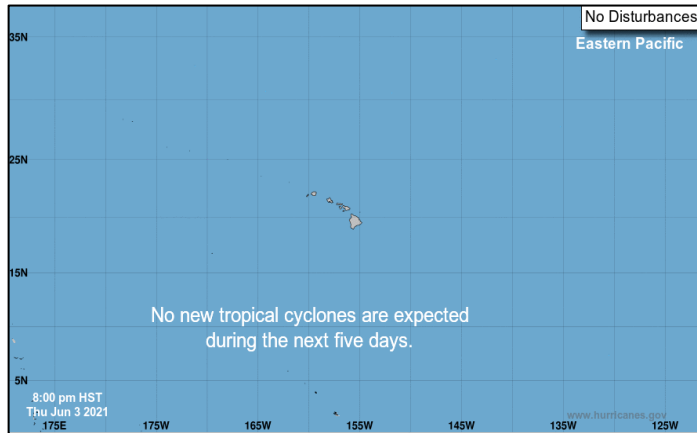 No Disturbances
35N
Eastern Pacific
25N
15N
No new tropical cyclones are expected
during the next five days.
5N
8:00 pm HST
Thu Jun 3 2021
www.hurricanes.gov
175E 175W 165W 155W 145W 135W 125W